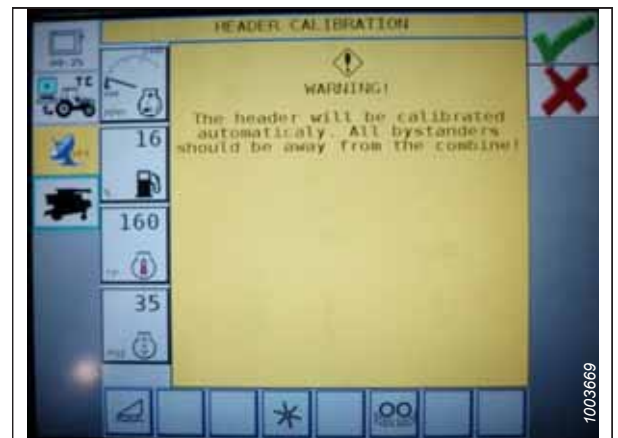 HEADER CALIBRATION
WARNING!
The header will be calibrated
automaticaly. All bystanders
should be away from the combine!
TC
16
160
35
1003669